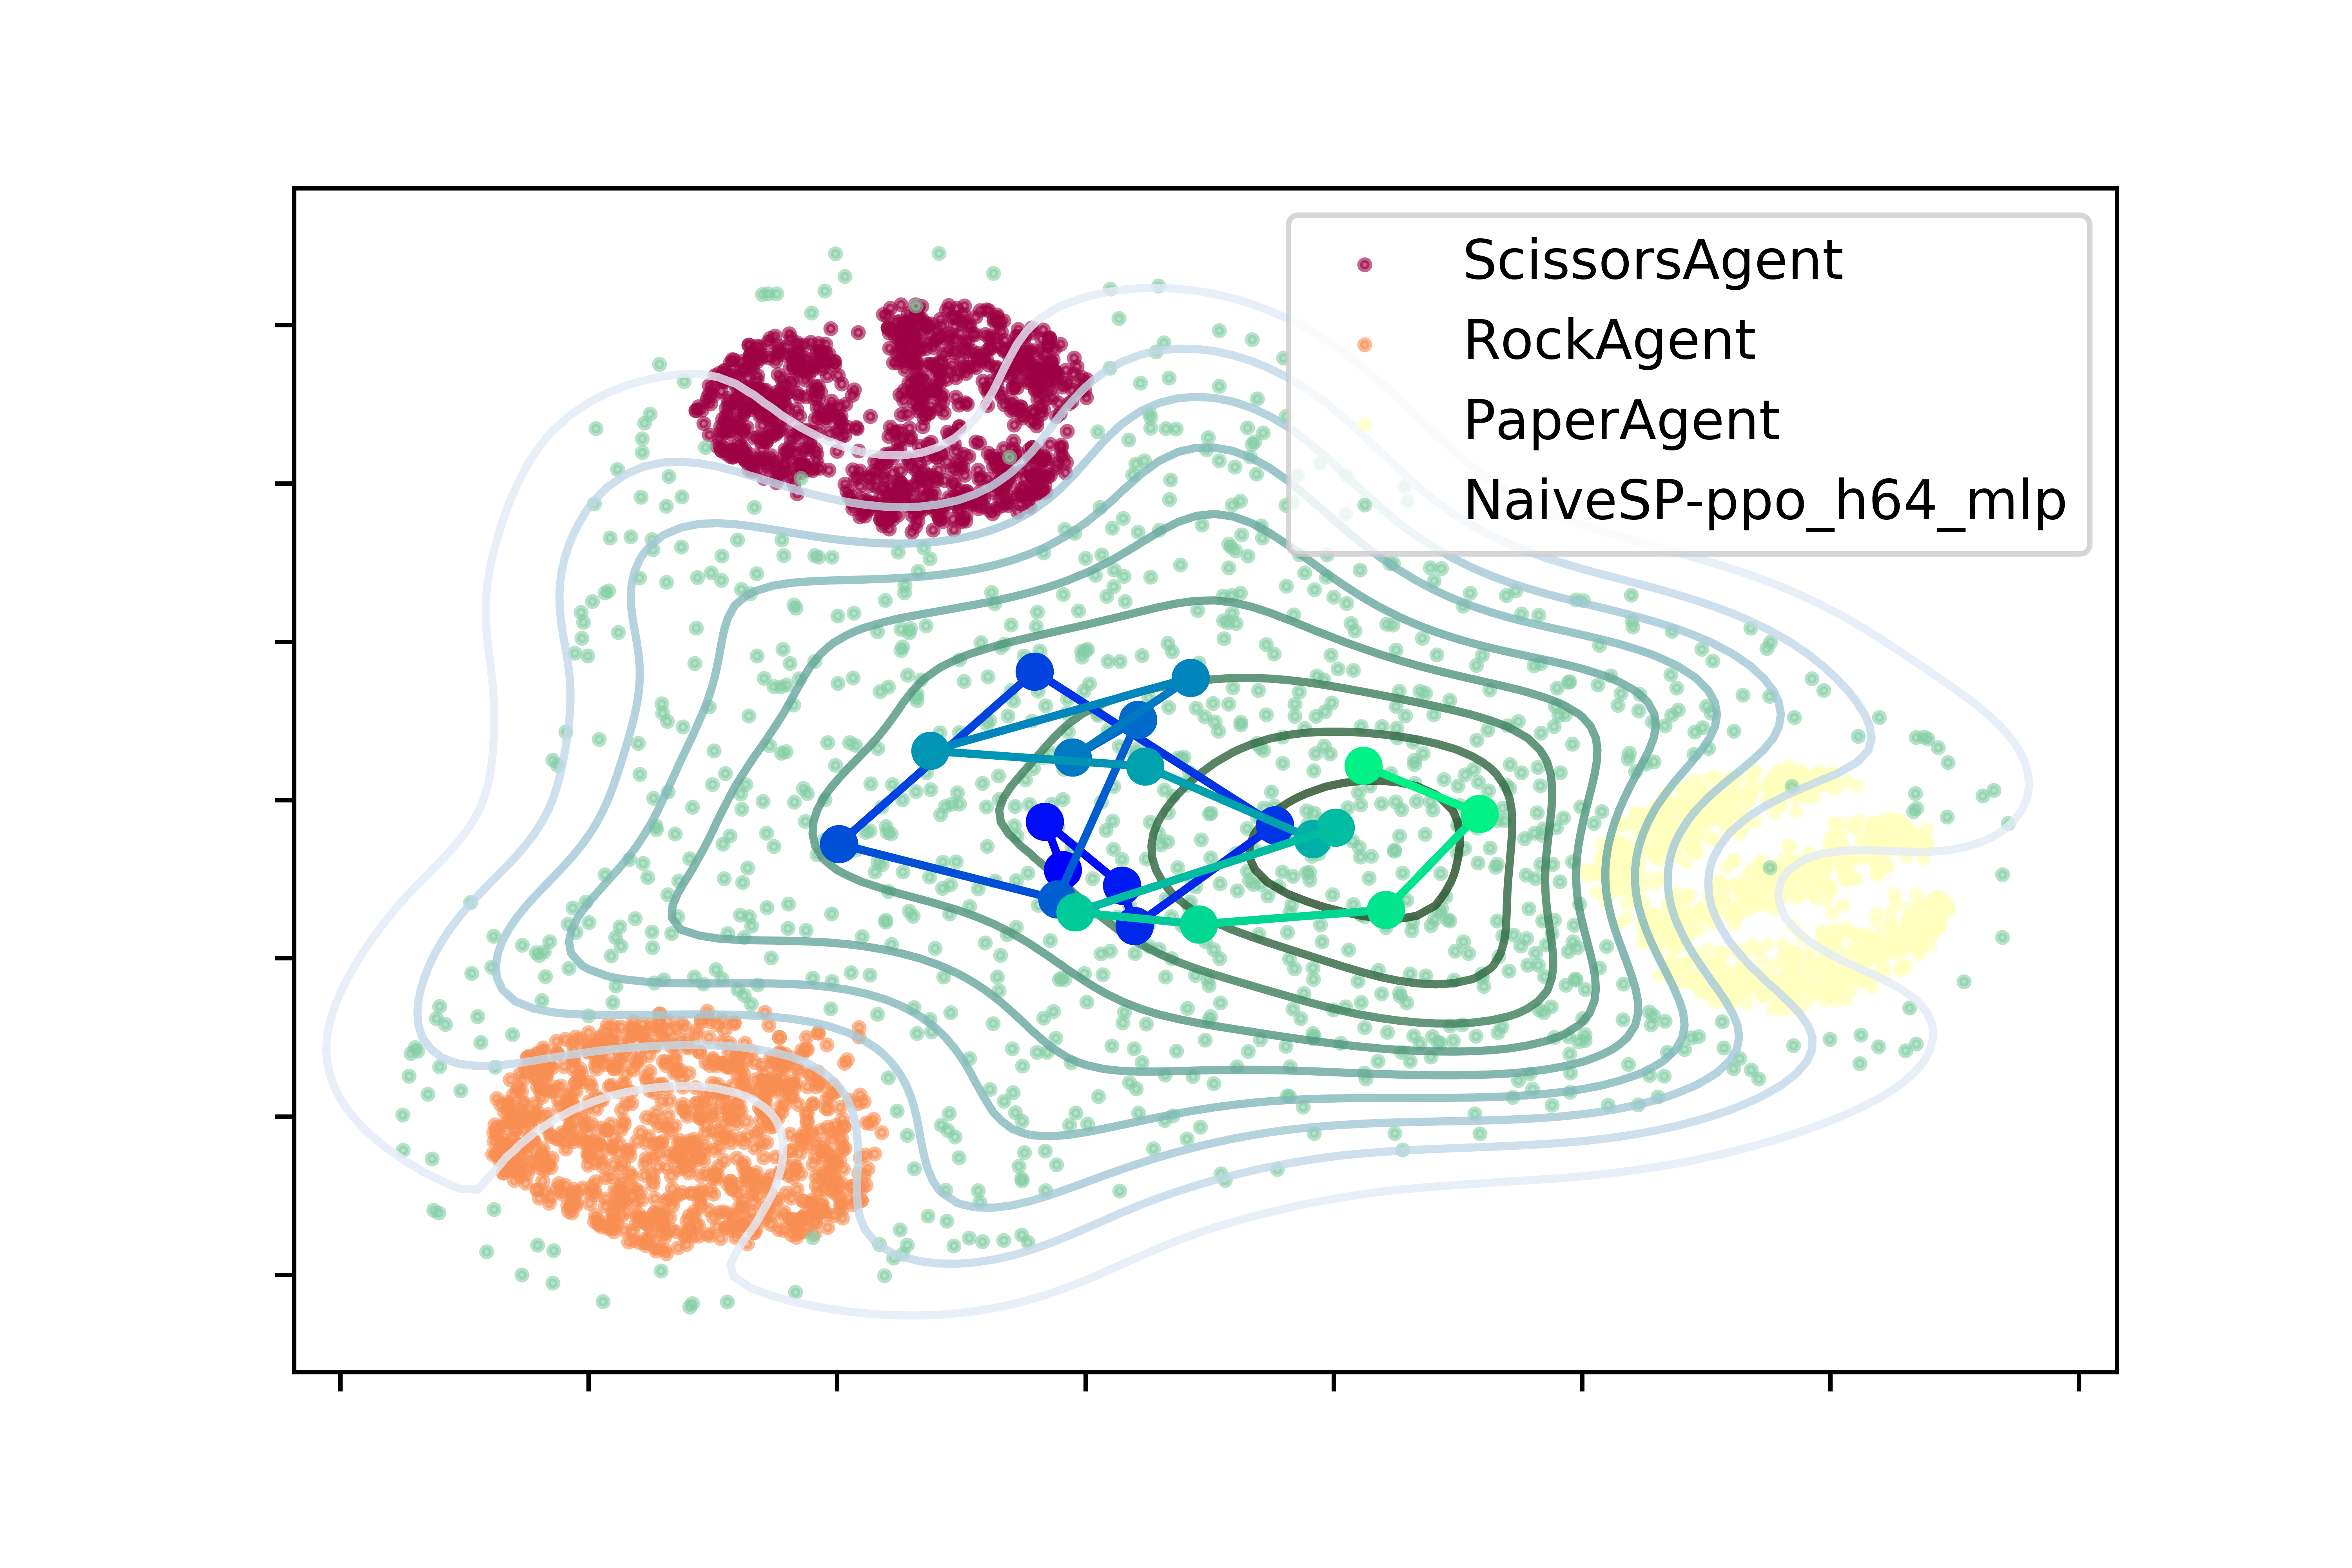 ScissorsAgent
RockAgent
PaperAgent
NaiveSP-ppo_h64_mlp